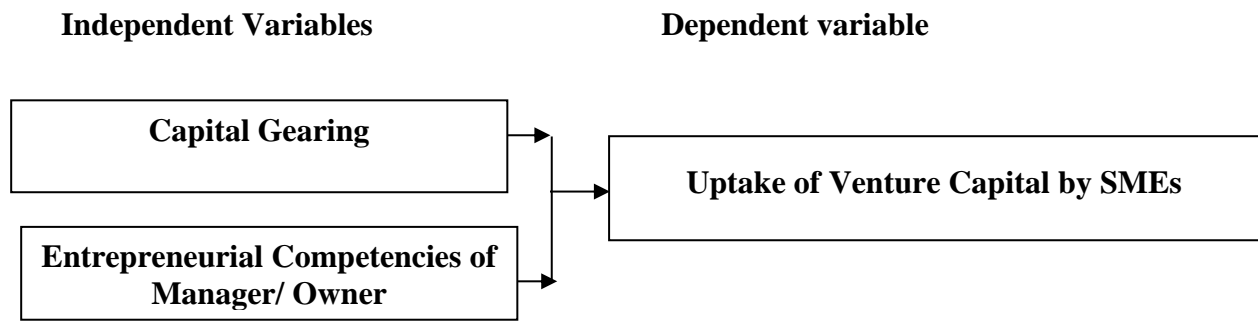 Independent Variables
Dependent variable
Capital Gearing
Uptake of Venture Capital by SMEs
Entrepreneurial Competencies of
Manager/ Owner